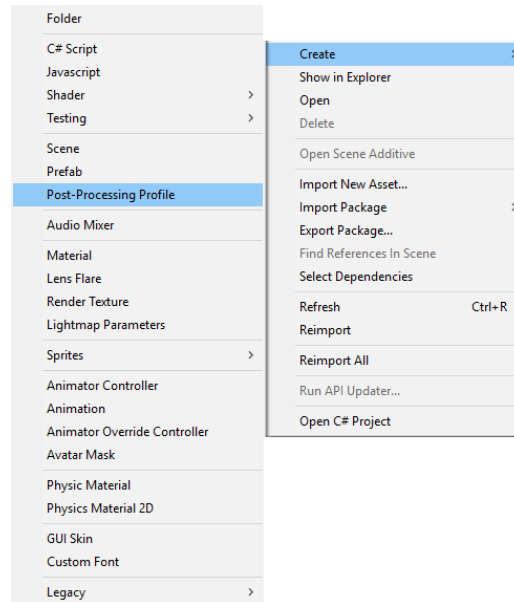 Folder
C# Script
Javascript
Shader
Testing
Scene
Prefab
Post-Processing Profile
Audio Mixer
Material
Lens Flare
Render Texture
Lightmap Parameters
Sprites
Animator Controller
Animation
Animator Override Controller
Avatar Mask
Physic Material
Physics Material 2D
GUI Skin
Custom Font
Legacy
Create
Show in Explorer
Open
Delete
Open Scene Additive
Import New Asset...
Import Package
Export Package...
Find References In Scene
Select Dependencies
Refresh Ctrl+R
Reimport
Reimport All
Run API Updater...
Open C# Project